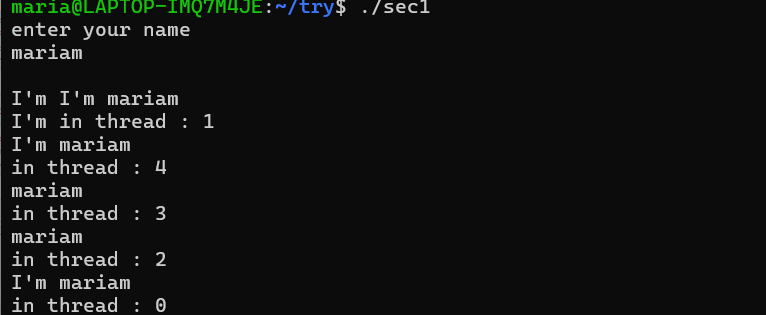 maria@LAPTOP-IMQ7M4JE:~/try$ ./sec1
enter your name
mariam
I'm I'm mariam
I'm in thread : 1
I'm mariam
in thread : 4
mariam
in thread : 3
mariam
in thread : 2
I'm mariam
in thread : 0